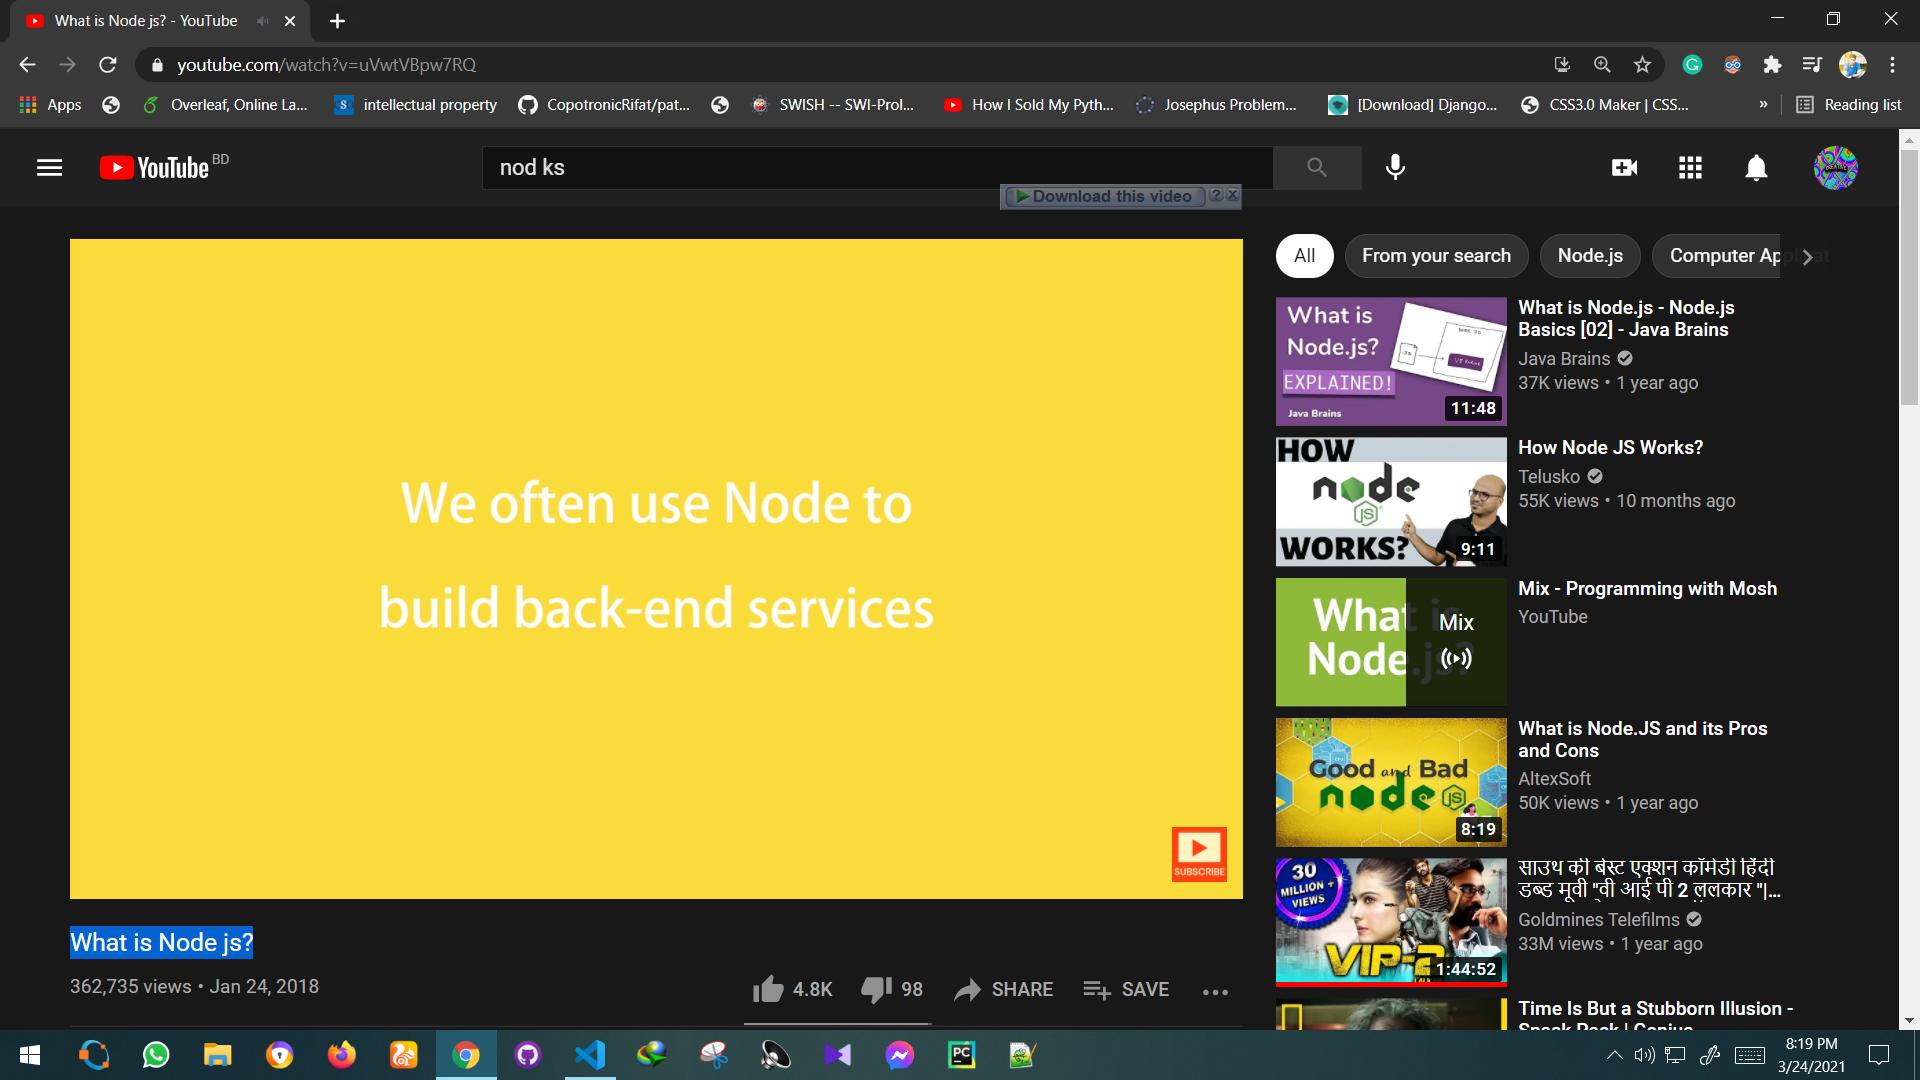 What is Node js? - YouTube
youtube.com/watch?v=uVwtVBpw7RQ
Apps
Overleaf, Online La...
intellectual property
CopotronicRifat/pat...
SWISH -- SWI-Prol...
How I Sold My Pyth...
Josephus Problem...
[Download] Django...
CSS3.0 Maker | CSS...
»
Reading list
YouTube BD
nod ks
Download this video ? X
We often use Node to
build back-end services
SUBSCRIBE
What is Node js?
362,735 views • Jan 24, 2018
4.8K
98
SHARE
SAVE
All
From your search
Node.js
Computer Ap
What is
Node.js?
EXPLAINED!
Java Brains
11:48
What is Node.js - Node.js
Basics [02] - Java Brains
Java Brains
37K views • 1 year ago
HOW
node
JS
WORKS?
9:11
How Node JS Works?
Telusko
55K views • 10 months ago
What is
Node.js?
Mix
Mix - Programming with Mosh
YouTube
Good and Bad
node JS
8:19
What is Node.JS and its Pros
and Cons
AltexSoft
50K views • 1 year ago
30
MILLION +
VIEWS
VIP-2
1:44:52
साउथ की बेस्ट एक्शन कॉमेडी हिंदी
डब्ड मूवी "वी आई पी 2 ललकार "|...
Goldmines Telefilms
33M views • 1 year ago
Time Is But a Stubborn Illusion -
Sneak Peek | Genius
PC
8:19 PM
3/24/2021